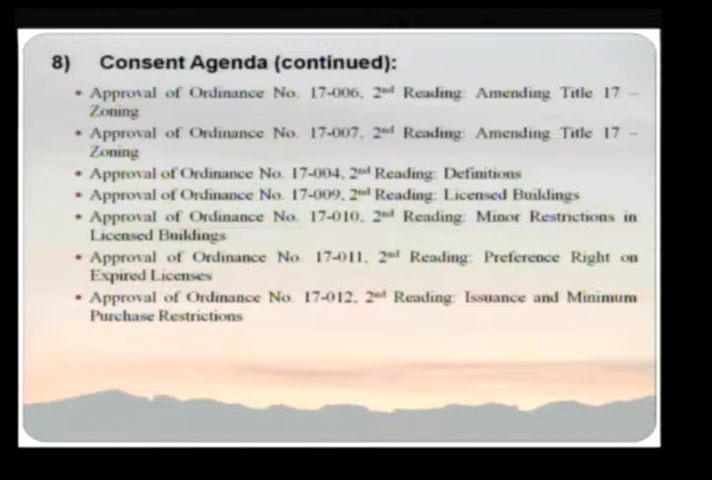 8) Consent Agenda (continued):
• Approval of Ordinance No. 17-006, 2nd Reading: Amending Title 17 –
Zoning
• Approval of Ordinance No. 17-007, 2nd Reading: Amending Title 17 –
Zoning
• Approval of Ordinance No. 17-004, 2nd Reading: Definitions
• Approval of Ordinance No. 17-009, 2nd Reading: Licensed Buildings
• Approval of Ordinance No. 17-010, 2nd Reading: Minor Restrictions in
Licensed Buildings
• Approval of Ordinance No. 17-011, 2nd Reading: Preference Right on
Expired Licenses
• Approval of Ordinance No. 17-012, 2nd Reading: Issuance and Minimum
Purchase Restrictions